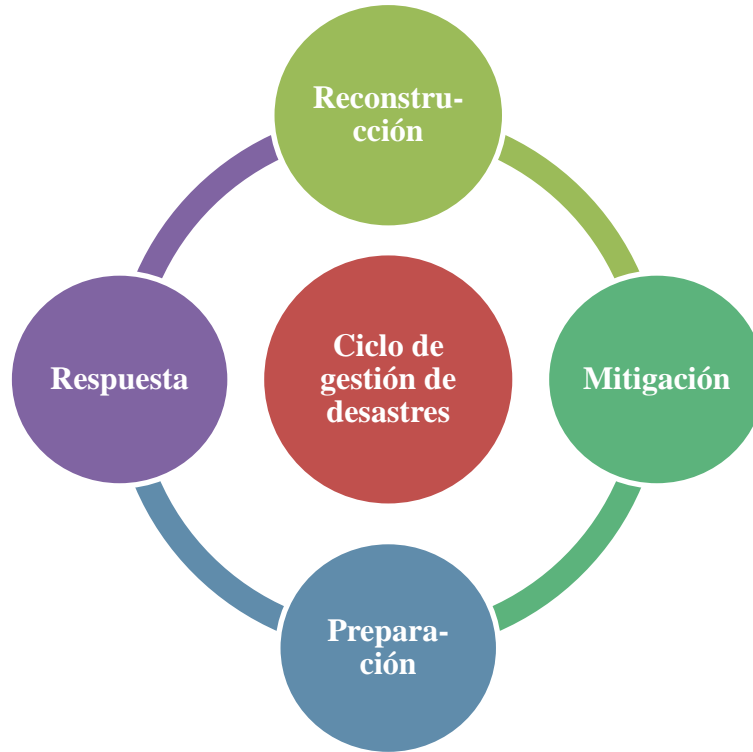 Reconstru-
cción
Respuesta
Ciclo de
gestión de
desastres
Mitigación
Prepara-
ción